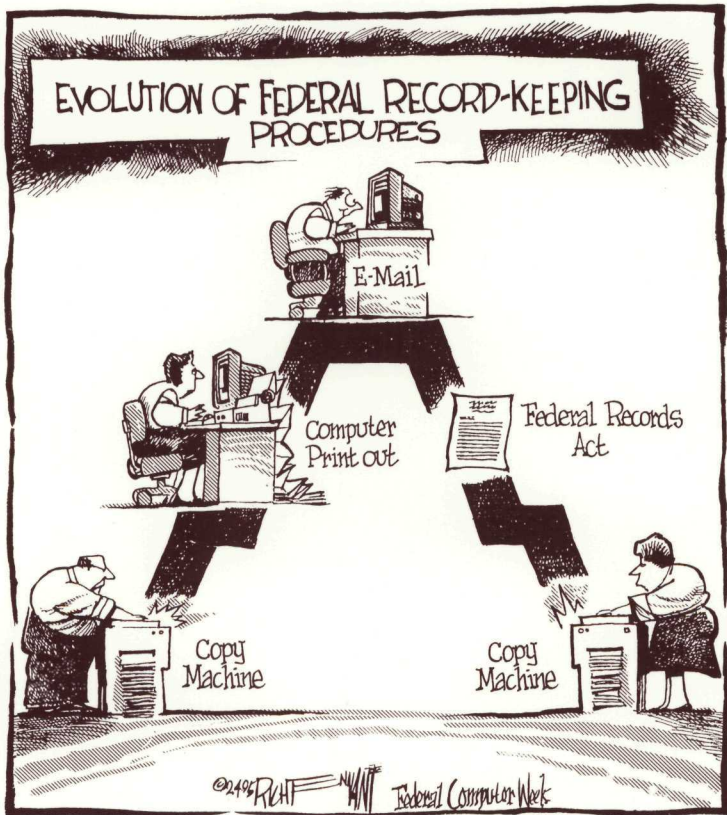 EVOLUTION OF FEDERAL RECORD-KEEPING
PROCEDURES
E-Mail
Computer
Print out
Federal Records
Act
Copy
Machine
Copy
Machine
Federal Computer Week